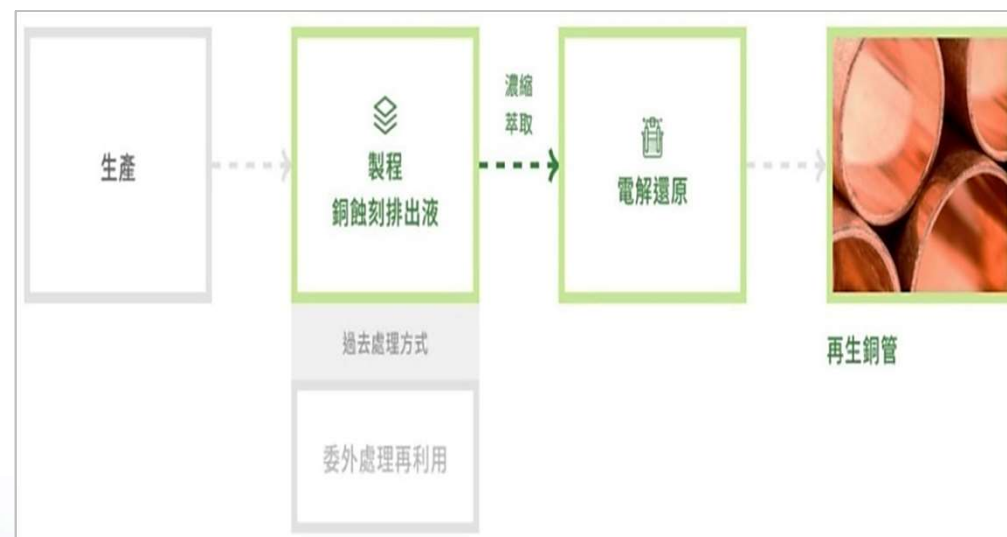 生產
製程
銅蝕刻排出液
濃縮
萃取
電解還原
再生銅管
過去處理方式
委外處理再利用